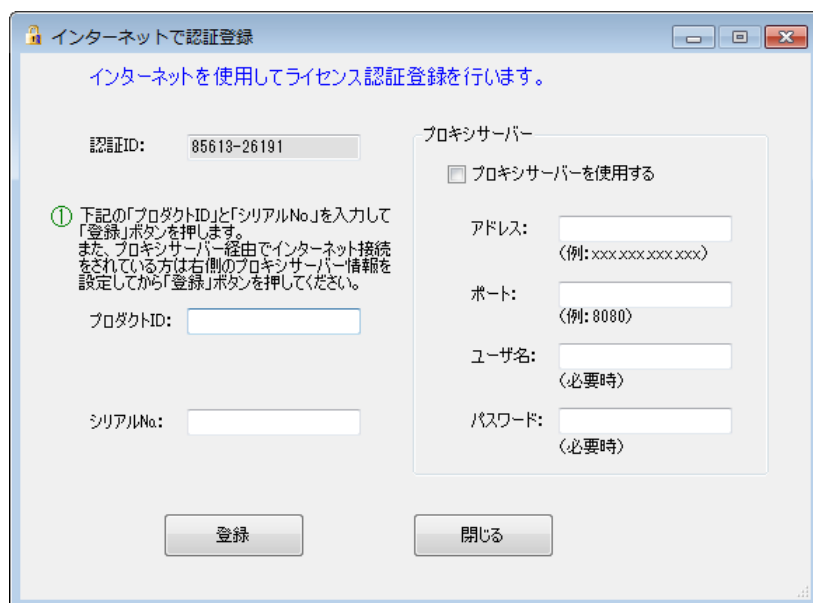 インターネットで認証登録
インターネットを使用してライセンス認証登録を行います。
認証ID:
85613-26191
① 下記の「プロダクトID」と「シリアルNo.」を入力して
「登録」ボタンを押します。
また、プロキシサーバー経由でインターネット接続
をされている方は右側のプロキシサーバー情報を
設定してから「登録」ボタンを押してください。
プロダクトID:
シリアルNo.:
プロキシサーバー
プロキシサーバーを使用する
アドレス:
(例:xxx.xxx.xxx.xxx)
ポート:
(例:8080)
ユーザ名:
(必要時)
パスワード:
(必要時)
登録
閉じる